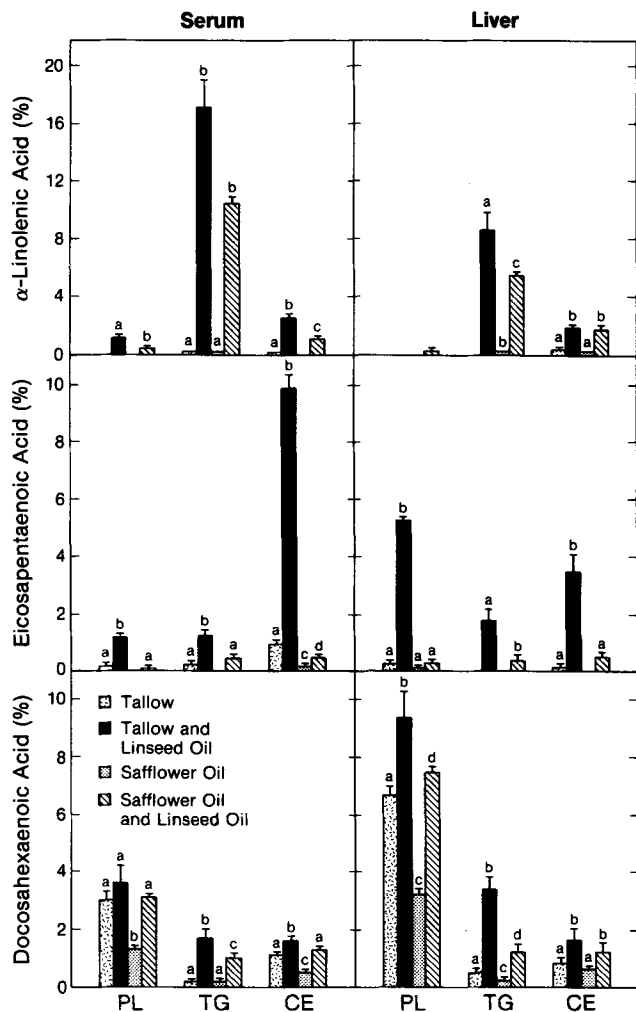 Serum
Liver
α-Linolenic Acid (%)
20
16
12
8
4
0
a
b
a
b
a
b
a
b
c
a
b
c
a
b
a
b
Eicosapentaenoic Acid (%)
10
8
6
4
2
0
a
b
a
a
b
a
a
b
c
d
a
b
a
a
a
b
a
b
a
Docosahexaenoic Acid (%)
10
8
6
4
2
0
Tallow
Tallow and
Linseed Oil
Safflower Oil
Safflower Oil
and Linseed Oil
a
a
b
a
a
b
a
c
a
b
c
a
a
b
c
d
a
b
c
d
a
b
a
a
PL
TG
CE
PL
TG
CE